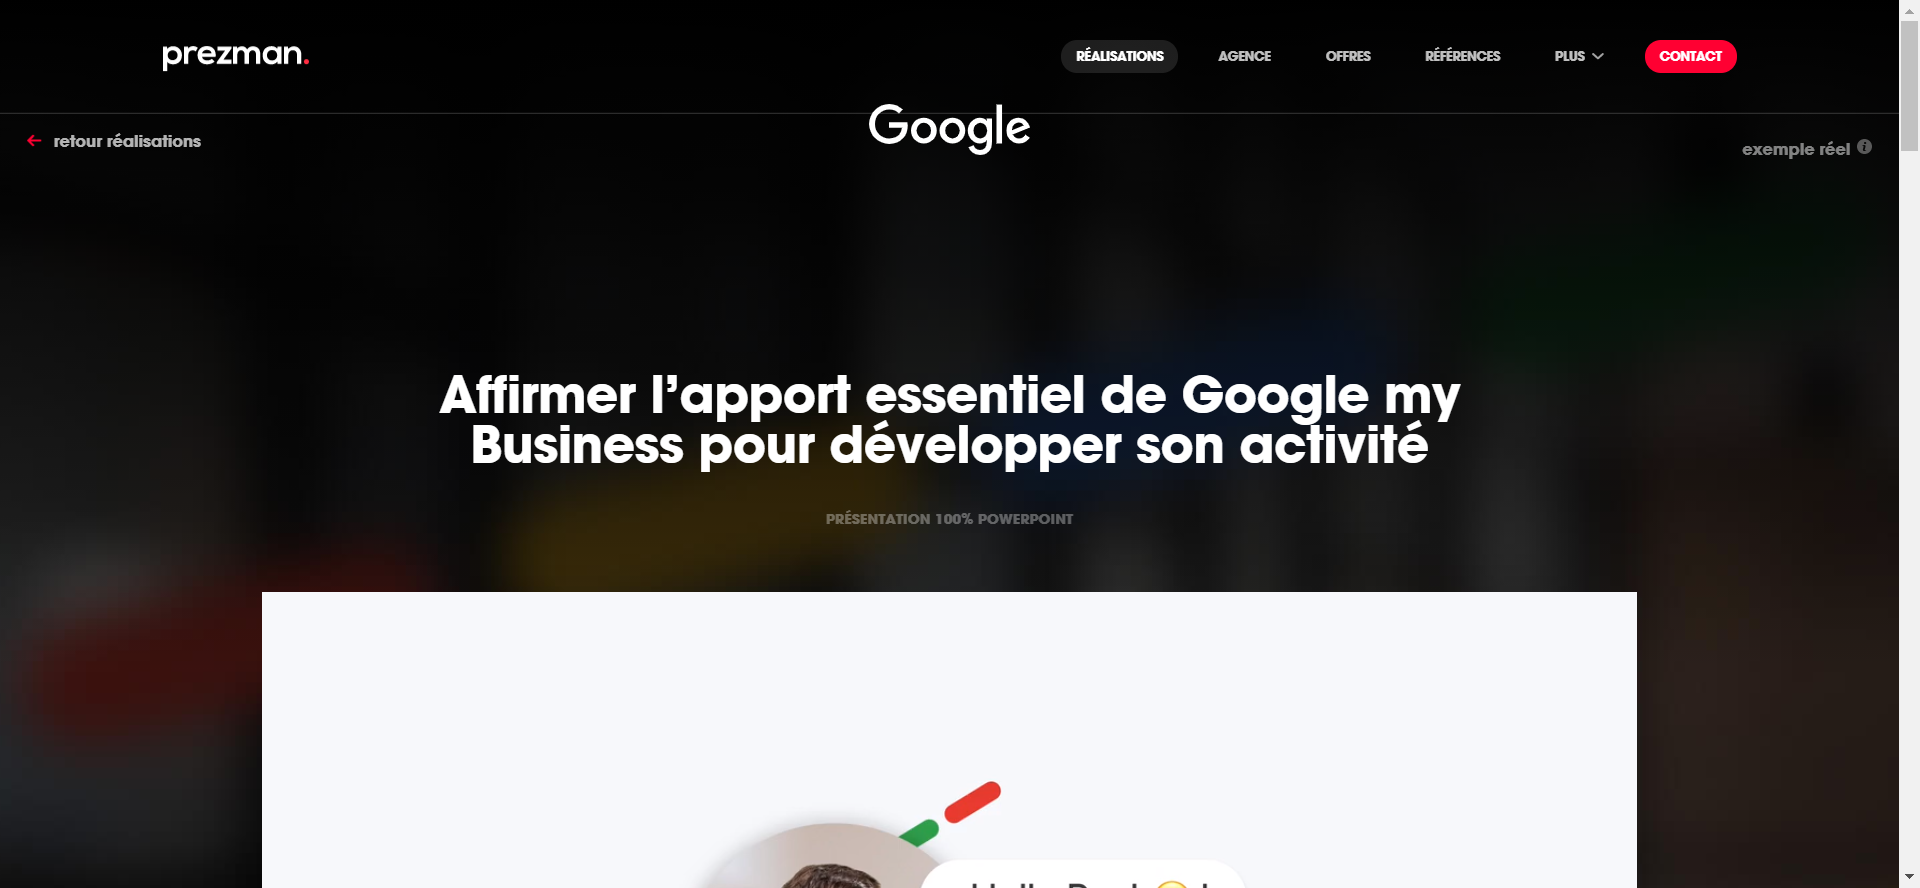 prezman.
RÉALISATIONS
AGENCE
OFFRES
RÉFÉRENCES
PLUS
CONTACT
Google
retour réalisations
exemple réel
Affirmer l’apport essentiel de Google my
Business pour développer son activité
PRÉSENTATION 100% POWERPOINT